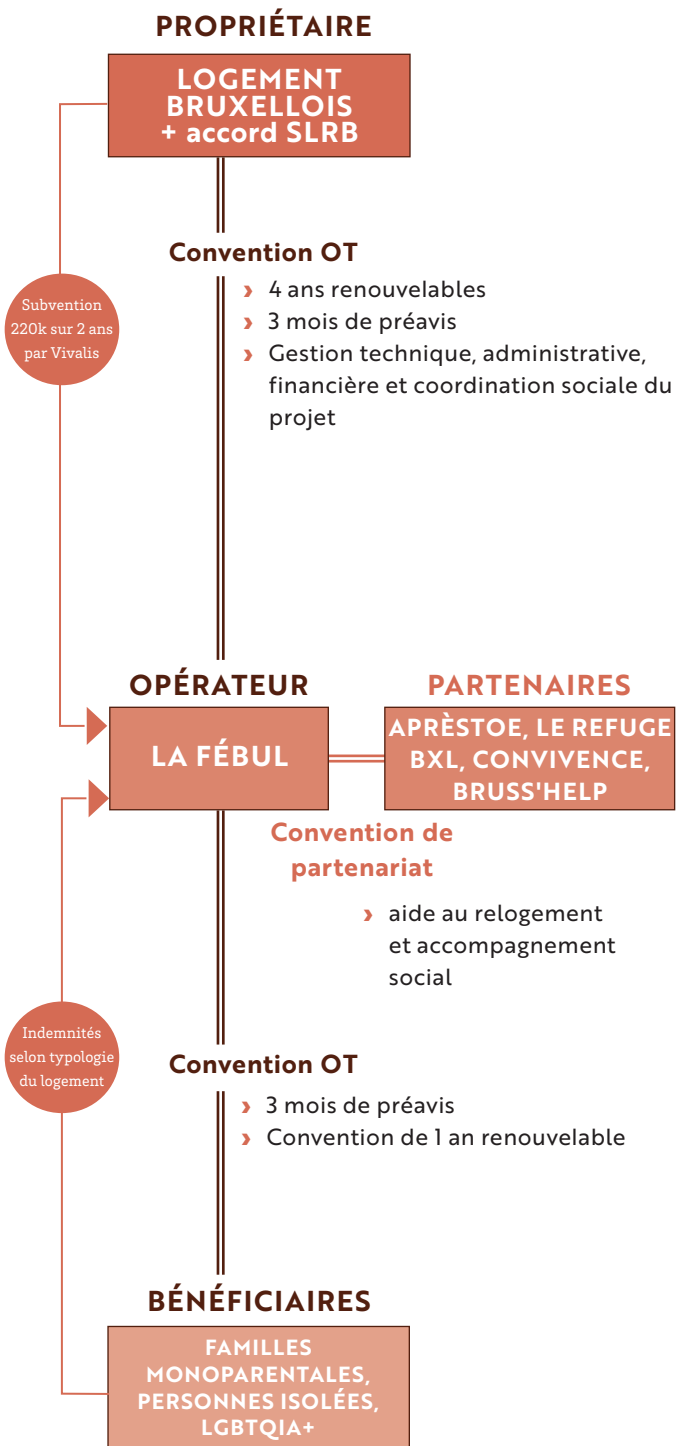 PROPRIÉTAIRE
LOGEMENT
BRUXELLOIS
+ accord SLRB
Convention OT
› 4 ans renouvelables
› 3 mois de préavis
› Gestion technique, administrative,
financière et coordination sociale du
projet
Subvention
220k sur 2 ans
par Vivalis
OPÉRATEUR
LA FÉBUL
PARTENAIRES
APRÈSTOE, LE REFUGE
BXL, CONVIVENCE,
BRUSS'HELP
Convention de
partenariat
› aide au relogement
et accompagnement
social
Indemnités
selon typologie
du logement
Convention OT
› 3 mois de préavis
› Convention de 1 an renouvelable
BÉNÉFICIAIRES
FAMILLES
MONOPARENTALES,
PERSONNES ISOLÉES,
LGBTQIA+